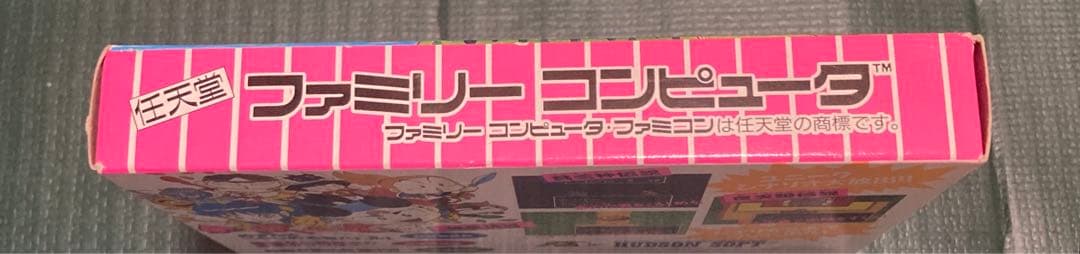 任天堂
ファミリー コンピュータ™
ファミリー コンピュータ・ファミコンは任天堂の商標です。
HUDSON SOFT